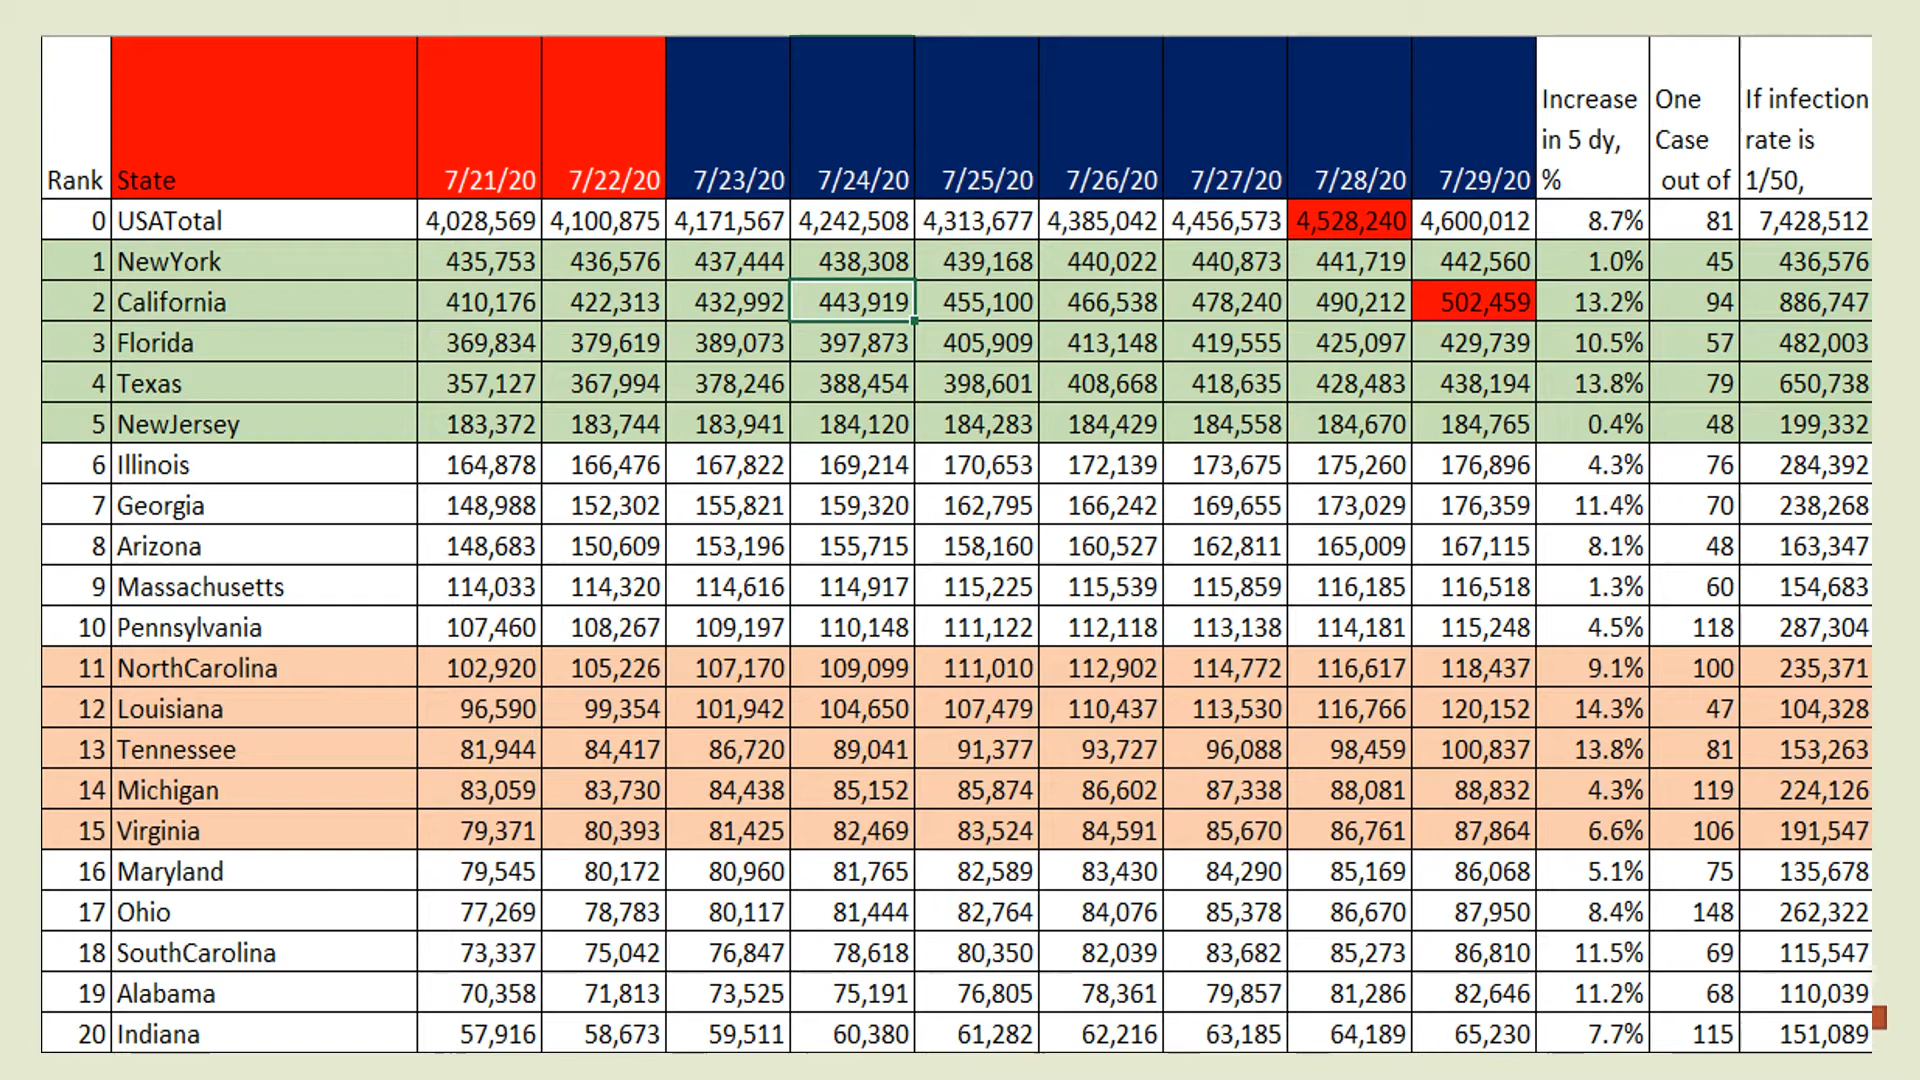 Rank State 7/21/20 7/22/20 7/23/20 7/24/20 7/25/20 7/26/20 7/27/20 7/28/20 7/29/20 Increase in 5 dy, % One Case out of If infection rate is 1/50,
0 USATotal 4,028,569 4,100,875 4,171,567 4,242,508 4,313,677 4,385,042 4,456,573 4,528,240 4,600,012 8.7% 81 7,428,512
1 NewYork 435,753 436,576 437,444 438,308 439,168 440,022 440,873 441,719 442,560 1.0% 45 436,576
2 California 410,176 422,313 432,992 443,919 455,100 466,538 478,240 490,212 502,459 13.2% 94 886,747
3 Florida 369,834 379,619 389,073 397,873 405,909 413,148 419,555 425,097 429,739 10.5% 57 482,003
4 Texas 357,127 367,994 378,246 388,454 398,601 408,668 418,635 428,483 438,194 13.8% 79 650,738
5 NewJersey 183,372 183,744 183,941 184,120 184,283 184,429 184,558 184,670 184,765 0.4% 48 199,332
6 Illinois 164,878 166,476 167,822 169,214 170,653 172,139 173,675 175,260 176,896 4.3% 76 284,392
7 Georgia 148,988 152,302 155,821 159,320 162,795 166,242 169,655 173,029 176,359 11.4% 70 238,268
8 Arizona 148,683 150,609 153,196 155,715 158,160 160,527 162,811 165,009 167,115 8.1% 48 163,347
9 Massachusetts 114,033 114,320 114,616 114,917 115,225 115,539 115,859 116,185 116,518 1.3% 60 154,683
10 Pennsylvania 107,460 108,267 109,197 110,148 111,122 112,118 113,138 114,181 115,248 4.5% 118 287,304
11 NorthCarolina 102,920 105,226 107,170 109,099 111,010 112,902 114,772 116,617 118,437 9.1% 100 235,371
12 Louisiana 96,590 99,354 101,942 104,650 107,479 110,437 113,530 116,766 120,152 14.3% 47 104,328
13 Tennessee 81,944 84,417 86,720 89,041 91,377 93,727 96,088 98,459 100,837 13.8% 81 153,263
14 Michigan 83,059 83,730 84,438 85,152 85,874 86,602 87,338 88,081 88,832 4.3% 119 224,126
15 Virginia 79,371 80,393 81,425 82,469 83,524 84,591 85,670 86,761 87,864 6.6% 106 191,547
16 Maryland 79,545 80,172 80,960 81,765 82,589 83,430 84,290 85,169 86,068 5.1% 75 135,678
17 Ohio 77,269 78,783 80,117 81,444 82,764 84,076 85,378 86,670 87,950 8.4% 148 262,322
18 SouthCarolina 73,337 75,042 76,847 78,618 80,350 82,039 83,682 85,273 86,810 11.5% 69 115,547
19 Alabama 70,358 71,813 73,525 75,191 76,805 78,361 79,857 81,286 82,646 11.2% 68 110,039
20 Indiana 57,916 58,673 59,511 60,380 61,282 62,216 63,185 64,189 65,230 7.7% 115 151,089